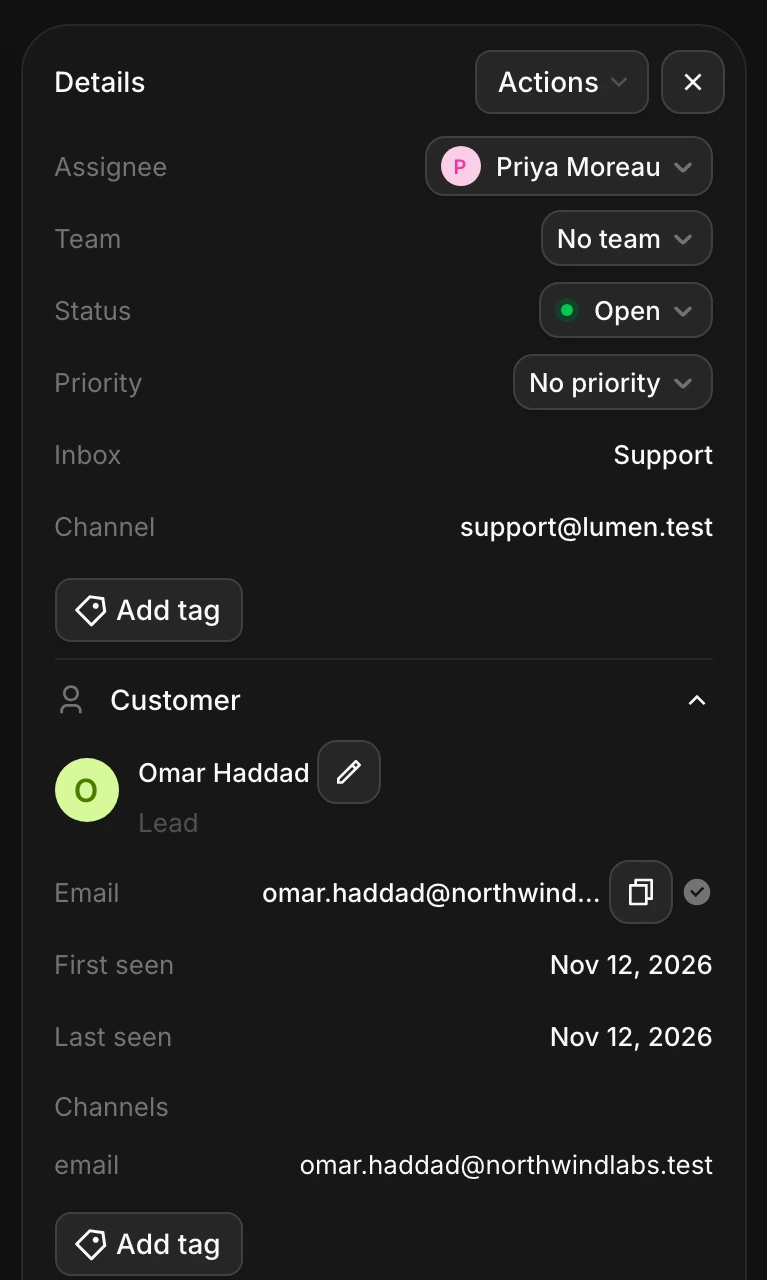 Details
Actions
Assignee
P Priya Moreau
Team
No team
Status
Open
Priority
No priority
Inbox
Support
Channel
support@lumen.test
Add tag
Customer
O
Omar Haddad
Lead
Email
omar.haddad@northwind...
First seen
Nov 12, 2026
Last seen
Nov 12, 2026
Channels
email
omar.haddad@northwindlabs.test
Add tag